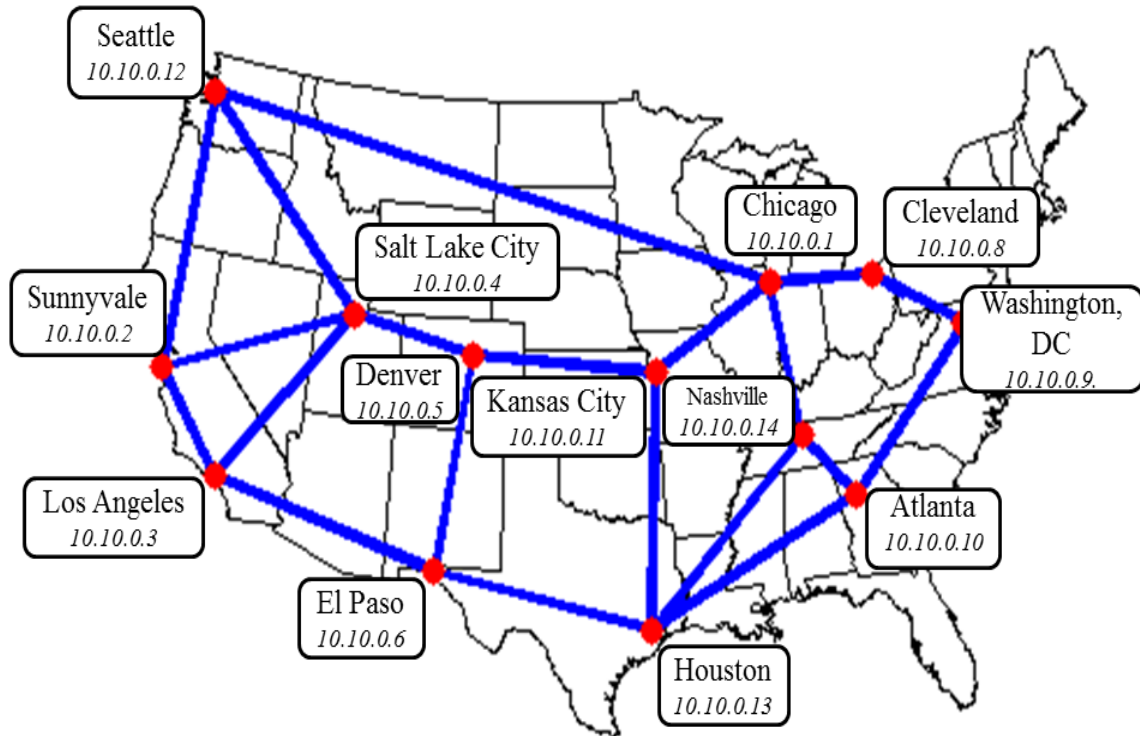 Seattle
10.10.0.12
Chicago
10.10.0.1
Cleveland
10.10.0.8
Salt Lake City
10.10.0.4
Sunnyvale
10.10.0.2
Washington,
DC
10.10.0.9.
Denver
10.10.0.5
Kansas City
10.10.0.11
Nashville
10.10.0.14
Los Angeles
10.10.0.3
Atlanta
10.10.0.10
El Paso
10.10.0.6
Houston
10.10.0.13